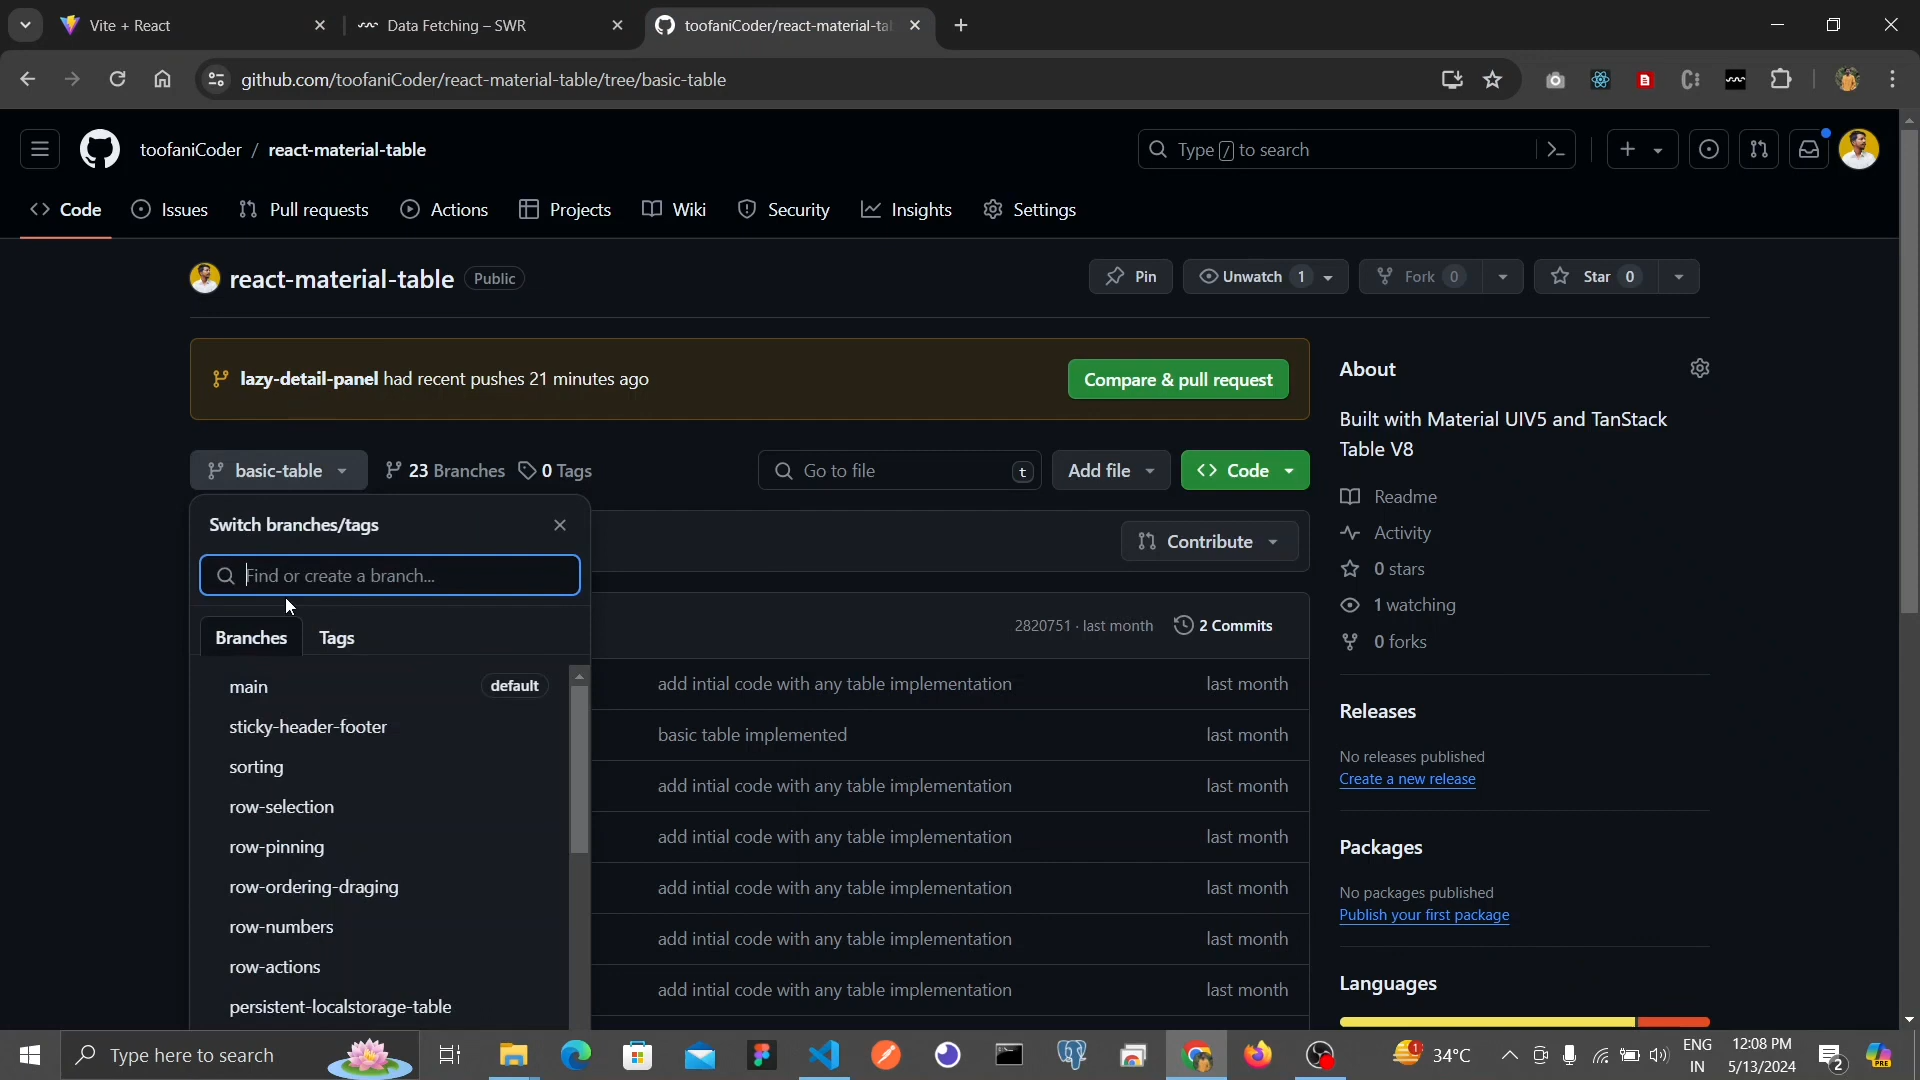 Vite + React
Data Fetching – SWR
toofaniCoder/react-material-ta
github.com/toofaniCoder/react-material-table/tree/basic-table
toofaniCoder / react-material-table
Type / to search
Code
Issues
Pull requests
Actions
Projects
Wiki
Security
Insights
Settings
react-material-table Public
Pin
Unwatch 1
Fork 0
Star 0
lazy-detail-panel had recent pushes 21 minutes ago
Compare & pull request
About
Built with Material UIV5 and TanStack
Table V8
basic-table
23 Branches
0 Tags
Go to file t
Add file
<> Code
Readme
Switch branches/tags
Activity
Contribute
Find or create a branch...
0 stars
1 watching
2820751 · last month
2 Commits
Branches
Tags
0 forks
main default
add intial code with any table implementation last month
sticky-header-footer
Releases
basic table implemented last month
sorting
No releases published
Create a new release
add intial code with any table implementation last month
row-selection
row-pinning
Packages
add intial code with any table implementation last month
row-ordering-draging
No packages published
add intial code with any table implementation last month
Publish your first package
row-numbers
add intial code with any table implementation last month
row-actions
Languages
add intial code with any table implementation last month
persistent-localstorage-table
Type here to search
34°C
ENG
IN
12:08 PM
5/13/2024
2